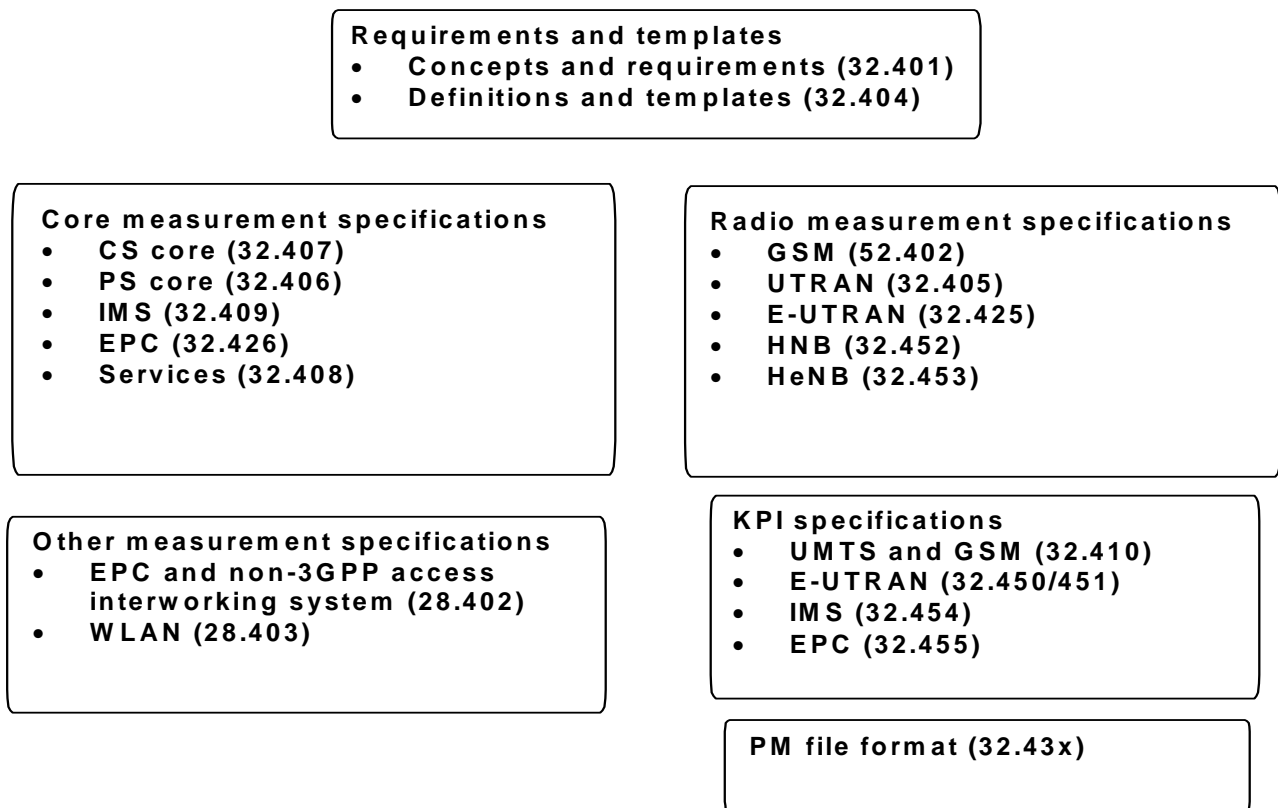 Requirements and templates
• Concepts and requirements (32.401)
• Definitions and templates (32.404)
Core measurement specifications
• CS core (32.407)
• PS core (32.406)
• IMS (32.409)
• EPC (32.426)
• Services (32.408)
Radio measurement specifications
• GSM (52.402)
• UTRAN (32.405)
• E-UTRAN (32.425)
• HNB (32.452)
• HeNB (32.453)
Other measurement specifications
• EPC and non-3GPP access
interworking system (28.402)
• WLAN (28.403)
KPI specifications
• UMTS and GSM (32.410)
• E-UTRAN (32.450/451)
• IMS (32.454)
• EPC (32.455)
PM file format (32.43x)